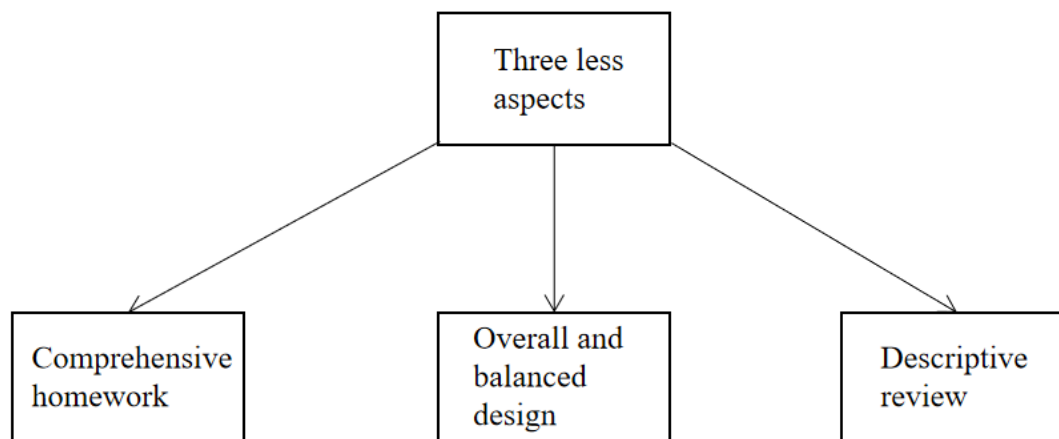 Three less
aspects
Comprehensive
homework
Overall and
balanced
design
Descriptive
review